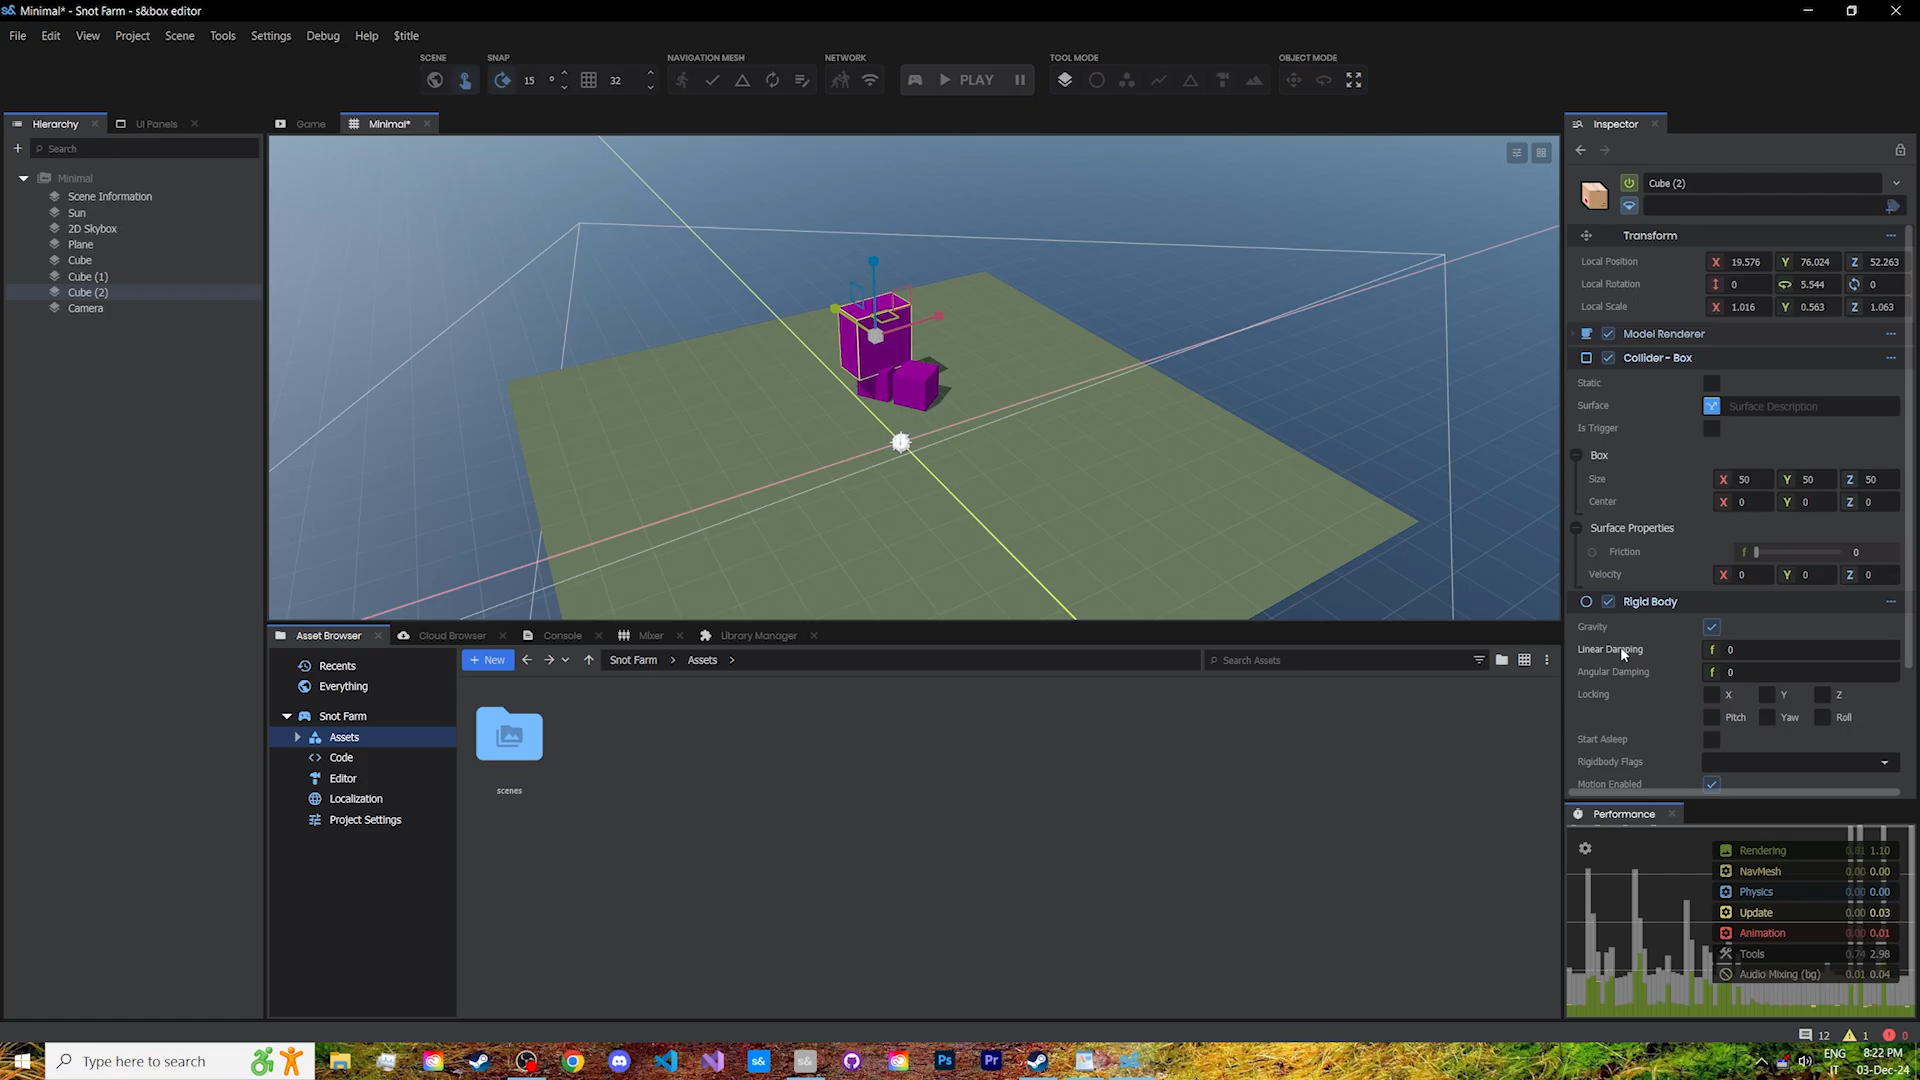 Minimal* - Snot Farm - s&box editor
File Edit View Project Scene Tools Settings Debug Help $title
SCENE SNAP NAVIGATION MESH NETWORK TOOL MODE OBJECT MODE
15 ° 32 PLAY
Hierarchy UI Panels Game Minimal* Inspector
Search
Minimal
Scene Information
Sun
2D Skybox
Plane
Cube
Cube (1)
Cube (2)
Camera
Cube (2)
Transform
Local Position X 19.576 Y 76.024 Z 52.263
Local Rotation 0 5.544 0
Local Scale X 1.016 Y 0.563 Z 1.063
Model Renderer
Collider - Box
Static
Surface Surface Description
Is Trigger
Box
Size X 50 Y 50 Z 50
Center X 0 Y 0 Z 0
Surface Properties
Friction f 0
Velocity X 0 Y 0 Z 0
Rigid Body
Gravity
Linear Damping f 0
Angular Damping f 0
Locking X Y Z
Pitch Yaw Roll
Start Asleep
Rigidbody Flags
Motion Enabled
Asset Browser Cloud Browser Console Mixer Library Manager
Recents
Everything
Snot Farm
Assets
Code
Editor
Localization
Project Settings
+ New Snot Farm > Assets > Search Assets
scenes
Performance
Rendering 0.81 1.10
NavMesh 0.00 0.00
Physics 0.00 0.00
Update 0.00 0.03
Animation 0.00 0.01
Tools 0.74 2.98
Audio Mixing (bg) 0.01 0.04
12 1 0
Type here to search
s& s& Ps Pr
ENG
IT
8:22 PM
03-Dec-24